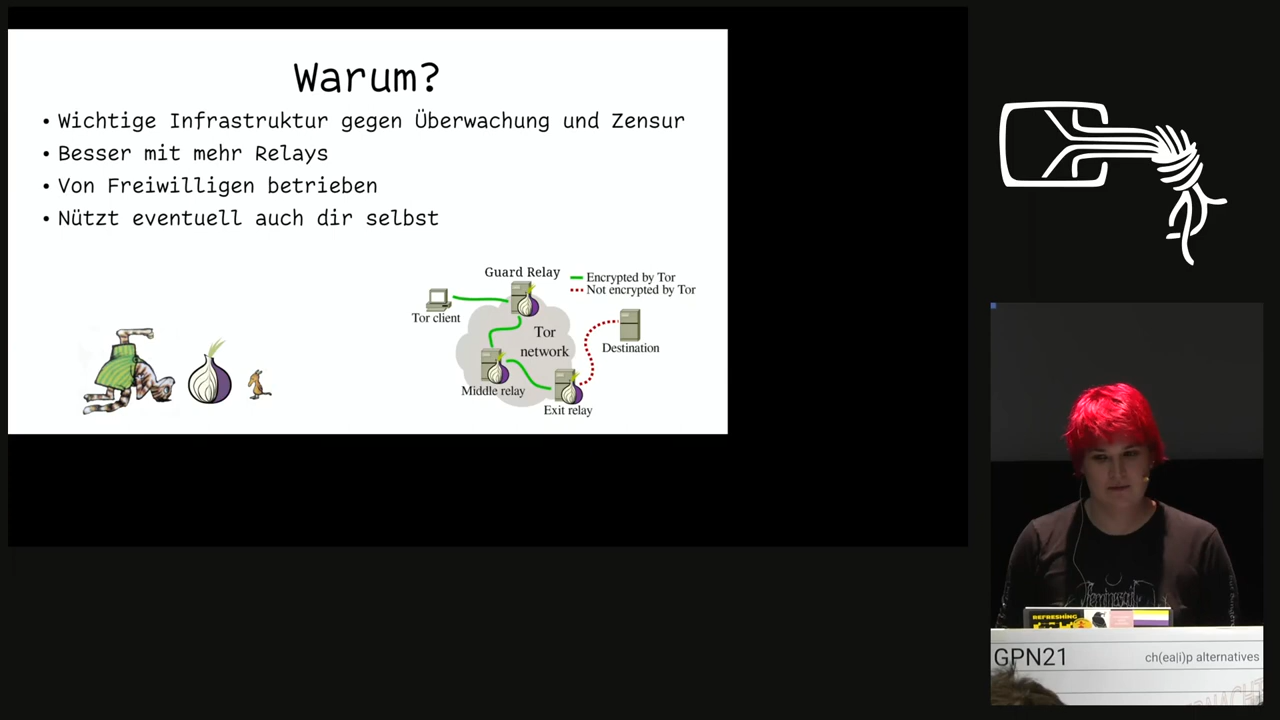 Warum?
• Wichtige Infrastruktur gegen Überwachung und Zensur
• Besser mit mehr Relays
• Von Freiwilligen betrieben
• Nützt eventuell auch dir selbst
Guard Relay
Encrypted by Tor
Not encrypted by Tor
Tor client
Tor
network
Destination
Middle relay
Exit relay
REFRESHING
GPN21
ch(ea|i)p alternatives